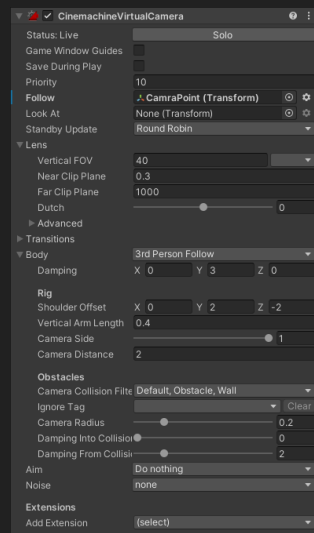 CinemachineVirtualCamera
Status: Live Solo
Game Window Guides
Save During Play
Priority 10
Follow CamraPoint (Transform)
Look At None (Transform)
Standby Update Round Robin
Lens
Vertical FOV 40
Near Clip Plane 0.3
Far Clip Plane 1000
Dutch 0
Advanced
Transitions
Body 3rd Person Follow
Damping X 0 Y 3 Z 0
Rig
Shoulder Offset X 0 Y 2 Z -2
Vertical Arm Length 0.4
Camera Side 1
Camera Distance 2
Obstacles
Camera Collision Filte Default, Obstacle, Wall
Ignore Tag Clear
Camera Radius 0.2
Damping Into Collision 0
Damping From Collisi 2
Aim Do nothing
Noise none
Extensions
Add Extension (select)